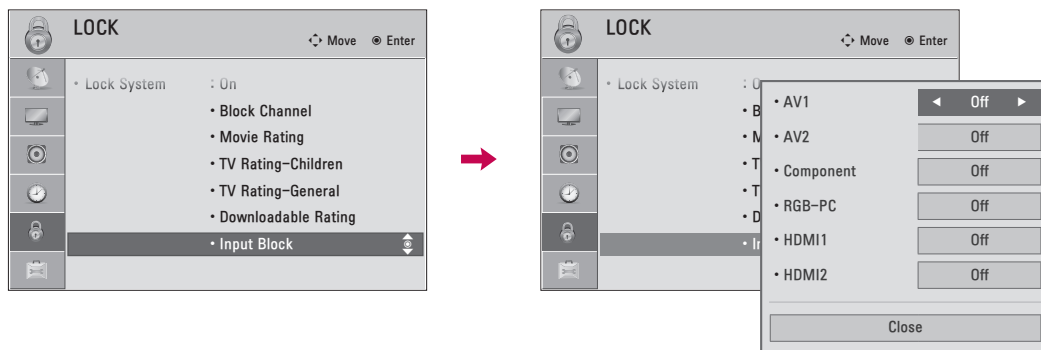 LOCK
Move Enter
• Lock System : On
• Block Channel
• Movie Rating
• TV Rating-Children
• TV Rating-General
• Downloadable Rating
• Input Block
LOCK
Move Enter
• Lock System :
• AV1 ◄ Off ►
• AV2 Off
• Component Off
• RGB-PC Off
• HDMI1 Off
• HDMI2 Off
Close